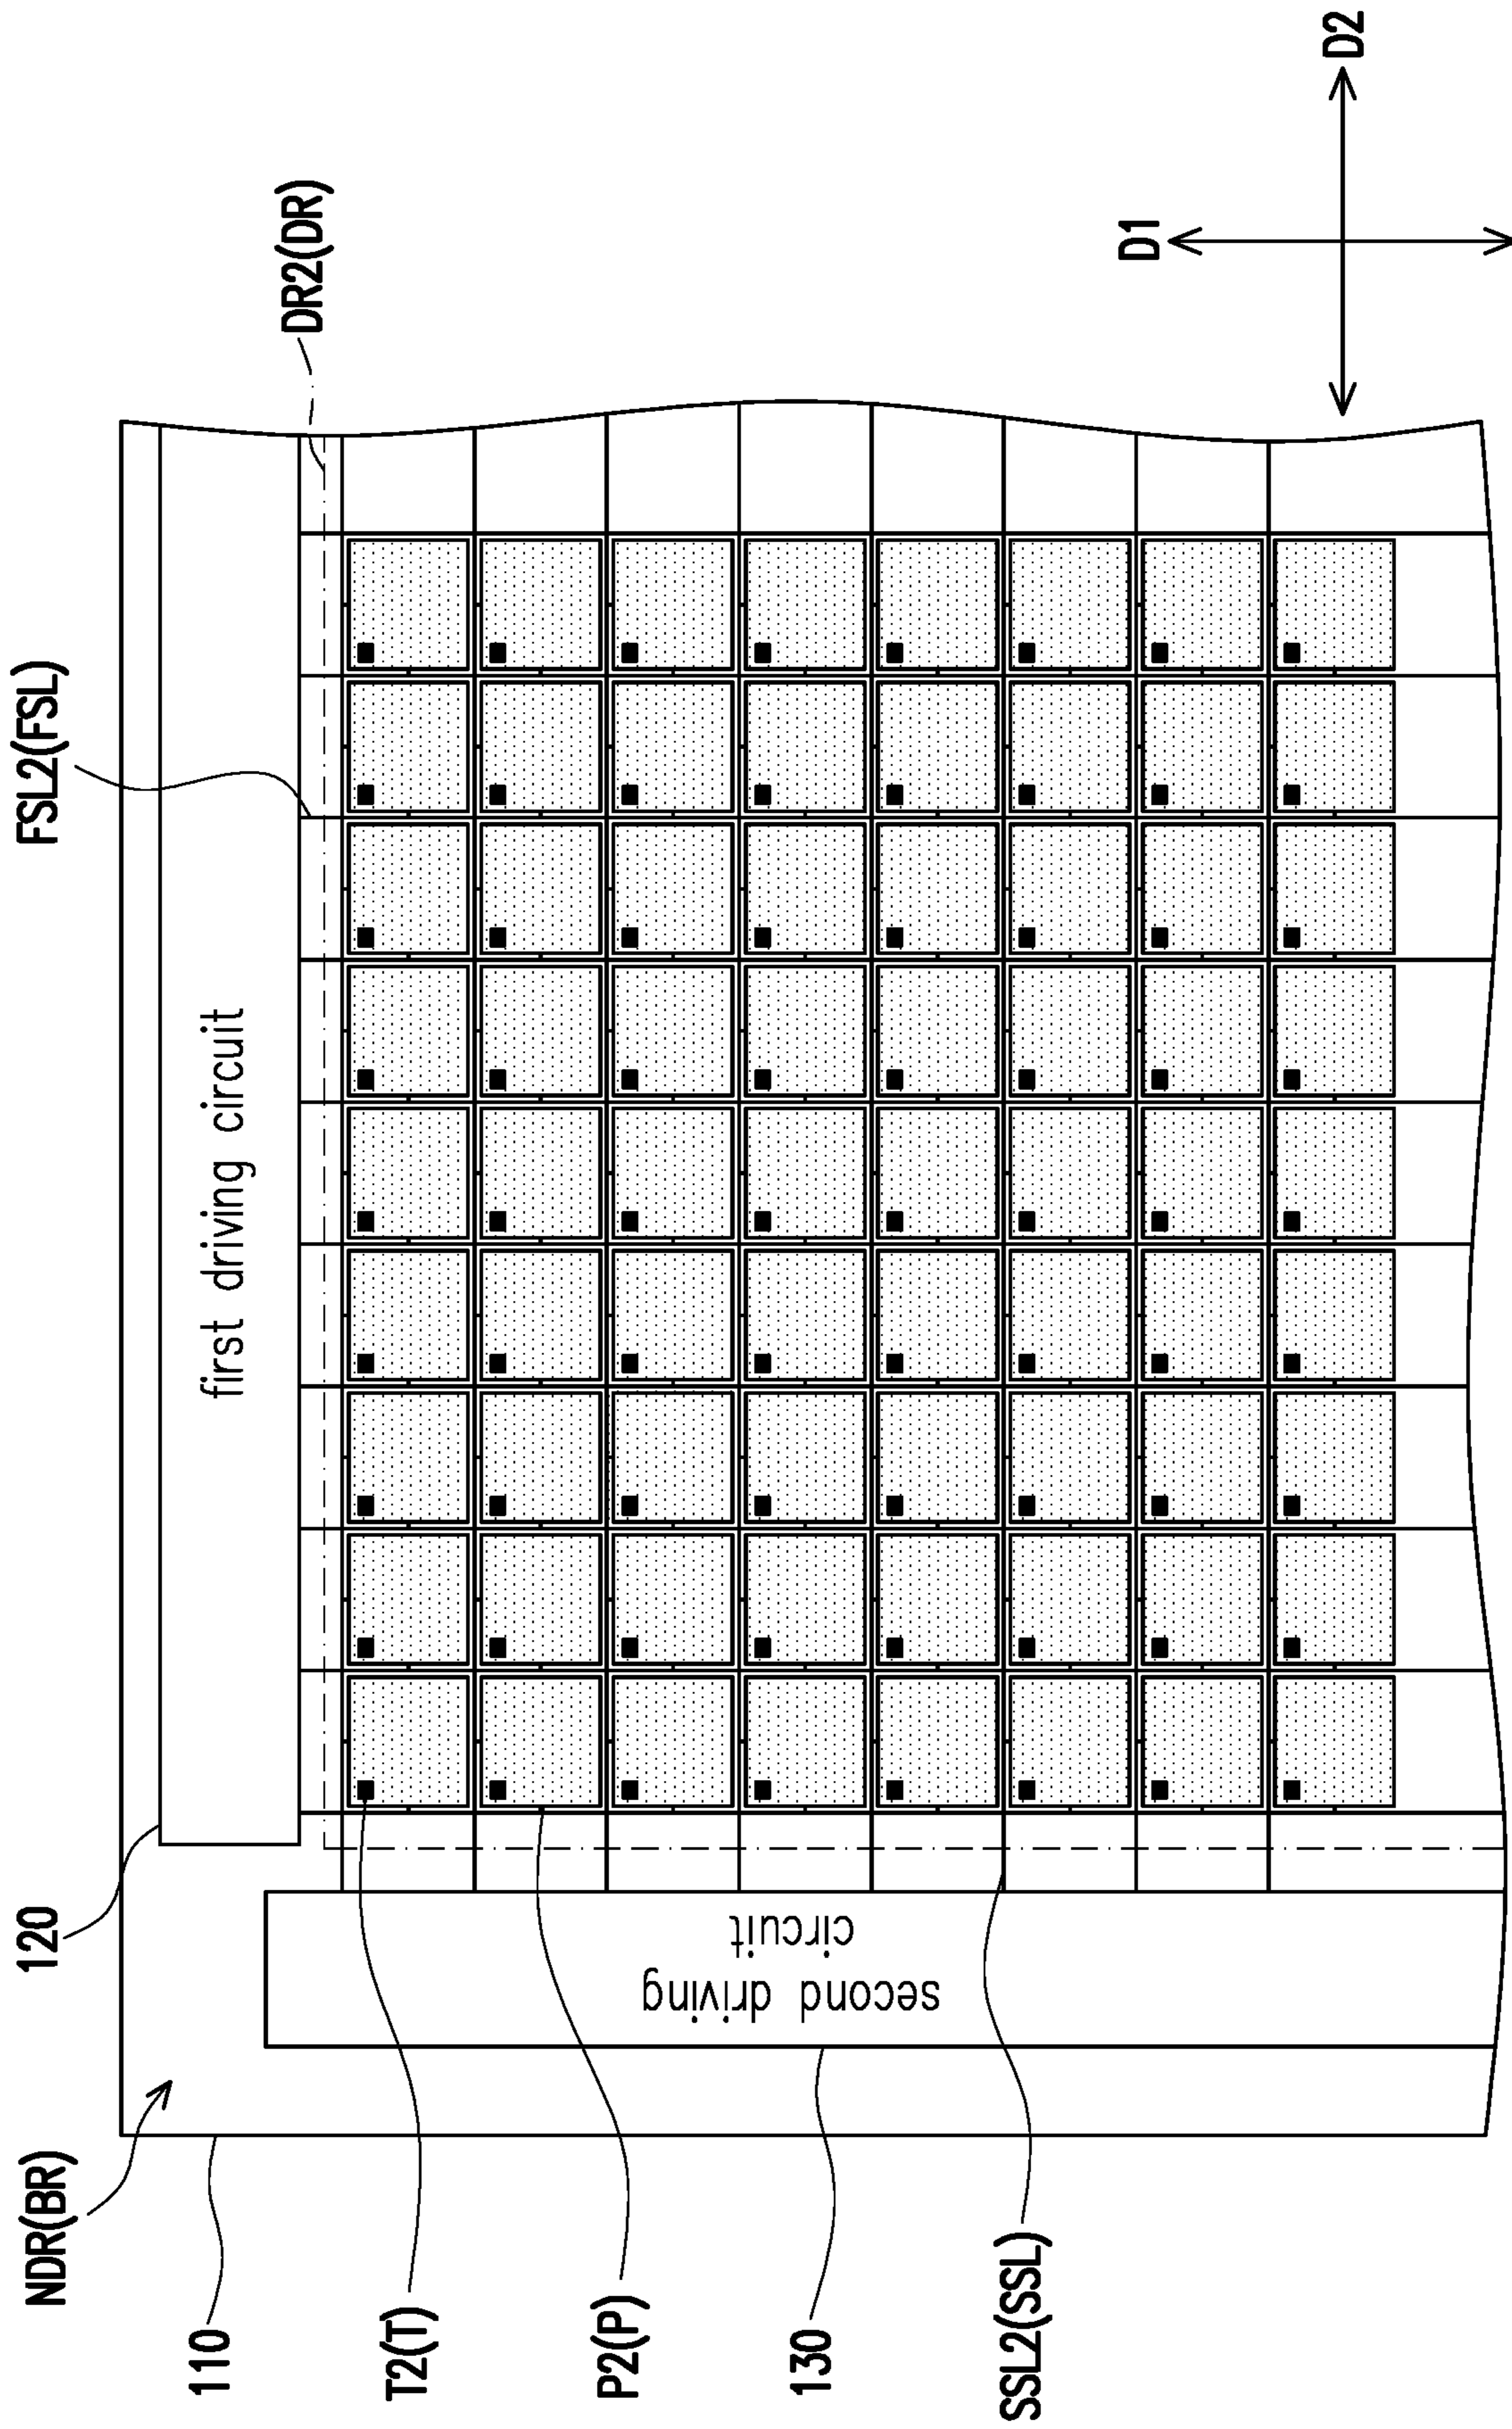 NDR(BR)
120
FSL2(FSL)
110
first driving circuit
DR2(DR)
T2(T)
P2(P)
130
second driving
circuit
SSL2(SSL)
D1
D2